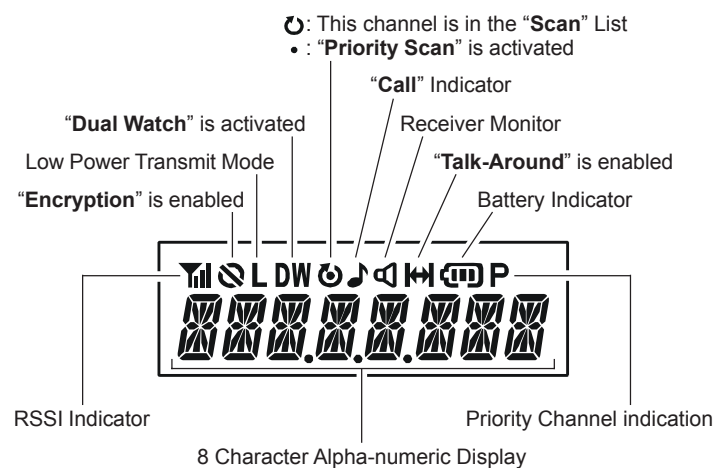 : This channel is in the “Scan” List
• : “Priority Scan” is activated
“Call” Indicator
“Dual Watch” is activated
Receiver Monitor
Low Power Transmit Mode
“Talk-Around” is enabled
“Encryption” is enabled
Battery Indicator
L DW P
RSSI Indicator
Priority Channel indication
8 Character Alpha-numeric Display